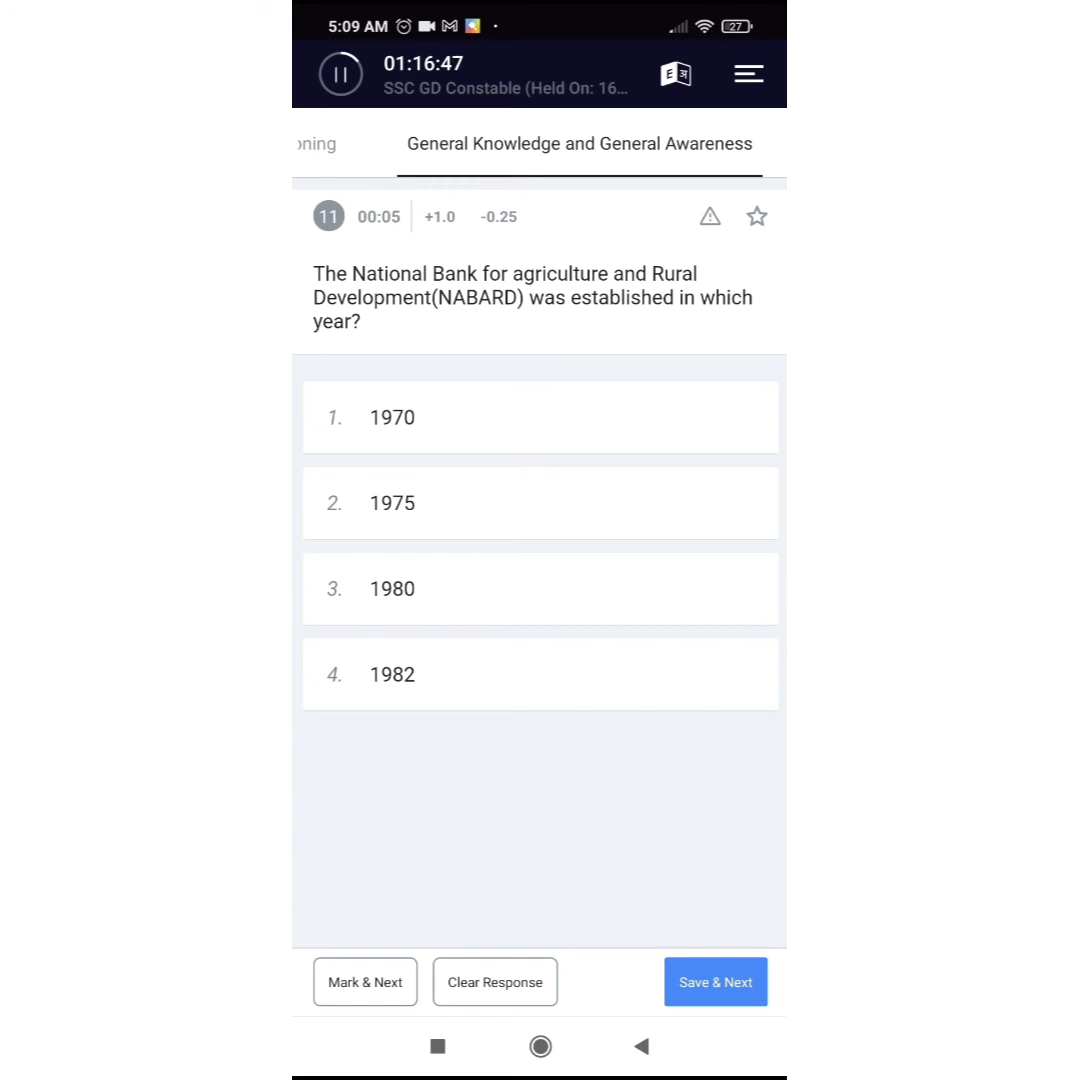 5:09 AM
27
01:16:47
SSC GD Constable (Held On: 16...
E अ
oning
General Knowledge and General Awareness
11 00:05 +1.0 -0.25
The National Bank for agriculture and Rural
Development(NABARD) was established in which
year?
1. 1970
2. 1975
3. 1980
4. 1982
Mark & Next
Clear Response
Save & Next